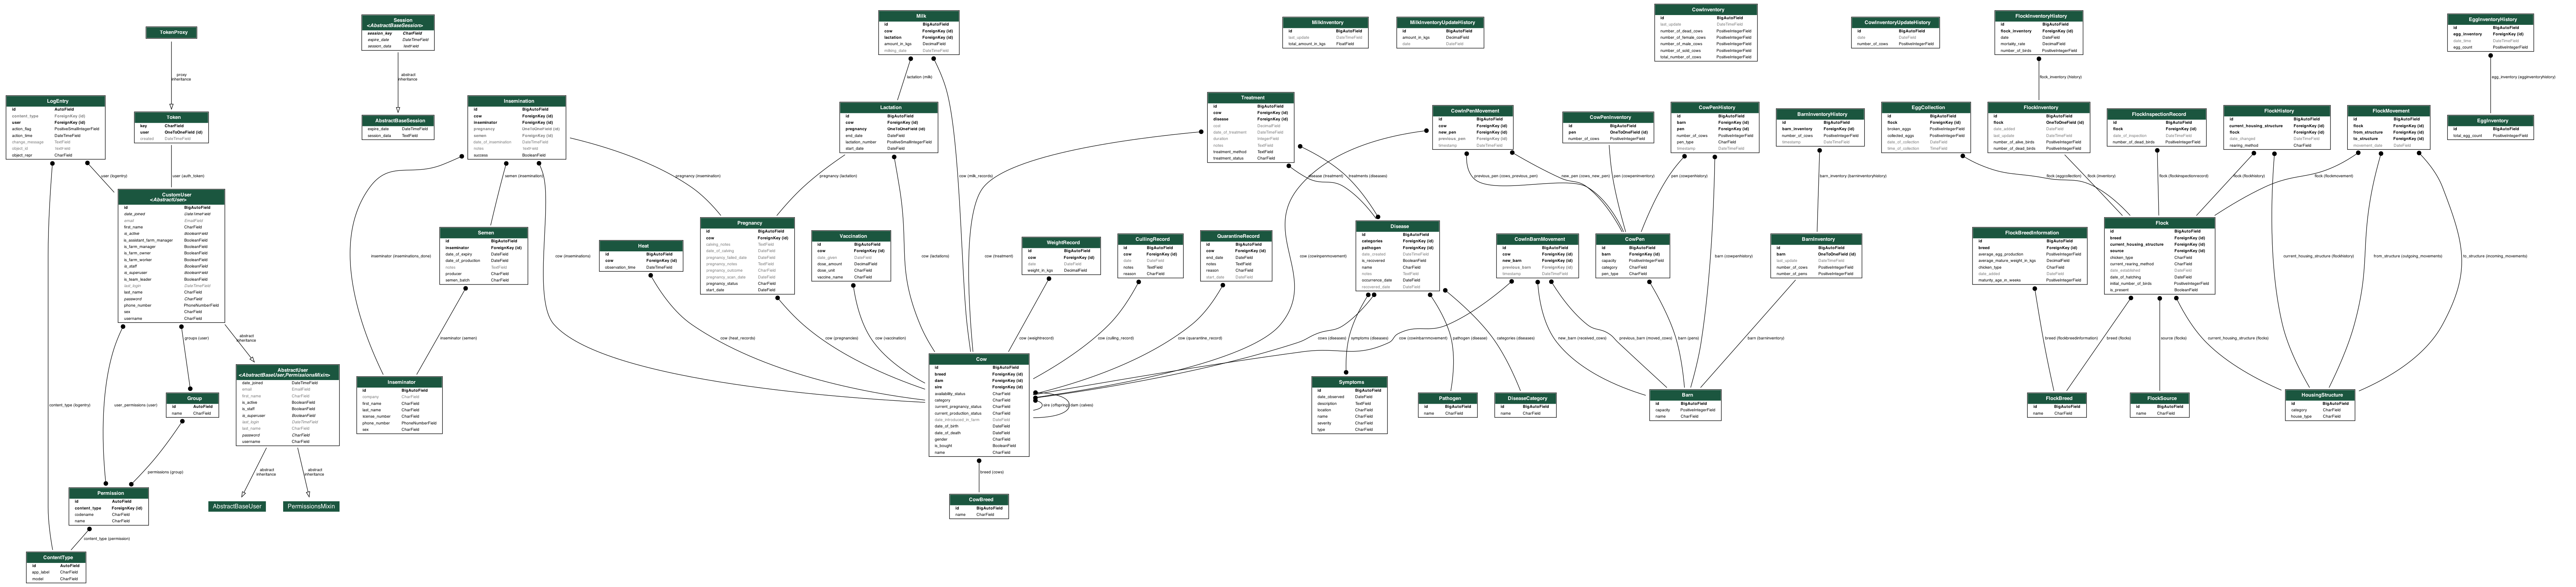 Milk
id BigAutoField
cow ForeignKey (id)
lactation ForeignKey (id)
amount_in_kgs DecimalField
milking_date DateTimeField
MilkInventory
id BigAutoField
last_update DateTimeField
total_amount_in_kgs FloatField
MilkInventoryUpdateHistory
id BigAutoField
amount_in_kgs DecimalField
date DateField
CowInventory
id BigAutoField
last_update DateTimeField
number_of_dead_cows PositiveIntegerField
number_of_female_cows PositiveIntegerField
number_of_male_cows PositiveIntegerField
number_of_sold_cows PositiveIntegerField
total_number_of_cows PositiveIntegerField
CowInventoryUpdateHistory
id BigAutoField
date DateTimeField
number_of_cows PositiveIntegerField
FlockInventoryHistory
id BigAutoField
flock_inventory ForeignKey (id)
date DateTimeField
mortality_rate DecimalField
number_of_birds PositiveIntegerField
EggInventoryHistory
id BigAutoField
egg_inventory ForeignKey (id)
date_time DateTimeField
egg_count PositiveIntegerField
TokenProxy
Session
<AbstractBaseSession>
session_key CharField
expire_date DateTimeField
session_data TextField
proxy
inheritance
abstract
inheritance
lactation (milk)
flock_inventory (history)
egg_inventory (egginventoryhistory)
LogEntry
id AutoField
content_type ForeignKey (id)
user ForeignKey (id)
action_flag PositiveSmallIntegerField
action_time DateTimeField
change_message TextField
object_id TextField
object_repr CharField
Token
key CharField
user OneToOneField (id)
created DateTimeField
AbstractBaseSession
expire_date DateTimeField
session_data TextField
Insemination
id BigAutoField
cow ForeignKey (id)
inseminator ForeignKey (id)
pregnancy OneToOneField (id)
semen ForeignKey (id)
date_of_insemination DateTimeField
notes TextField
success BooleanField
Lactation
id BigAutoField
cow ForeignKey (id)
pregnancy OneToOneField (id)
end_date DateField
lactation_number PositiveSmallIntegerField
start_date DateField
Treatment
id BigAutoField
cow ForeignKey (id)
disease ForeignKey (id)
cost DecimalField
date_of_treatment DateField
duration IntegerField
notes TextField
treatment_method TextField
treatment_status CharField
CowInPenMovement
id BigAutoField
cow ForeignKey (id)
new_pen ForeignKey (id)
previous_pen ForeignKey (id)
timestamp DateTimeField
CowPenInventory
id BigAutoField
pen OneToOneField (id)
number_of_cows PositiveIntegerField
CowPenHistory
id BigAutoField
barn ForeignKey (id)
pen ForeignKey (id)
number_of_cows PositiveIntegerField
pen_type CharField
timestamp DateTimeField
BarnInventoryHistory
id BigAutoField
barn_inventory ForeignKey (id)
number_of_cows PositiveIntegerField
timestamp DateTimeField
EggCollection
id BigAutoField
flock ForeignKey (id)
broken_eggs PositiveIntegerField
collected_eggs PositiveIntegerField
date_of_collection DateField
time_of_collection TimeField
FlockInventory
id BigAutoField
flock OneToOneField (id)
date_added DateField
last_update DateField
number_of_alive_birds PositiveIntegerField
number_of_dead_birds PositiveIntegerField
FlockInspectionRecord
id BigAutoField
flock ForeignKey (id)
date_of_inspection DateTimeField
number_of_dead_birds PositiveIntegerField
FlockHistory
id BigAutoField
current_housing_structure ForeignKey (id)
flock ForeignKey (id)
date_changed DateTimeField
rearing_method CharField
FlockMovement
id BigAutoField
flock ForeignKey (id)
from_structure ForeignKey (id)
to_structure ForeignKey (id)
movement_date DateField
EggInventory
id BigAutoField
total_egg_count PositiveIntegerField
user (logentry)
user (auth_token)
semen (insemination)
pregnancy (insemination)
pregnancy (lactation)
cow (milk_records)
disease (treatment)
treatments (diseases)
previous_pen (cows_previous_pen)
new_pen (cows_new_pen)
pen (cowpeninventory)
pen (cowpenhistory)
barn_inventory (barninventoryhistory)
flock (eggcollection)
flock (inventory)
flock (flockinspectionrecord)
flock (flockhistory)
flock (flockmovement)
CustomUser
<AbstractUser>
id BigAutoField
date_joined DateTimeField
email EmailField
first_name CharField
is_active BooleanField
is_assistant_farm_manager BooleanField
is_farm_manager BooleanField
is_farm_owner BooleanField
is_farm_worker BooleanField
is_staff BooleanField
is_superuser BooleanField
is_team_leader BooleanField
last_login DateTimeField
last_name CharField
password CharField
phone_number PhoneNumberField
sex CharField
username CharField
Semen
id BigAutoField
inseminator ForeignKey (id)
date_of_expiry DateField
date_of_production DateField
notes TextField
producer CharField
semen_batch CharField
Heat
id BigAutoField
cow ForeignKey (id)
observation_time DateTimeField
Pregnancy
id BigAutoField
cow ForeignKey (id)
calving_notes TextField
date_of_calving DateField
pregnancy_failed_date DateField
pregnancy_notes TextField
pregnancy_outcome CharField
pregnancy_scan_date DateField
pregnancy_status CharField
start_date DateField
Vaccination
id BigAutoField
cow ForeignKey (id)
date_given DateField
dose_amount DecimalField
dose_unit CharField
vaccine_name CharField
WeightRecord
id BigAutoField
cow ForeignKey (id)
date DateField
weight_in_kgs DecimalField
CullingRecord
id BigAutoField
cow ForeignKey (id)
date DateField
notes TextField
reason CharField
QuarantineRecord
id BigAutoField
cow ForeignKey (id)
end_date DateField
notes TextField
reason CharField
start_date DateField
Disease
id BigAutoField
categories ForeignKey (id)
pathogen ForeignKey (id)
date_created DateTimeField
is_recovered BooleanField
name CharField
notes TextField
occurrence_date DateField
recovered_date DateField
CowInBarnMovement
id BigAutoField
cow ForeignKey (id)
new_barn ForeignKey (id)
previous_barn ForeignKey (id)
timestamp DateTimeField
CowPen
id BigAutoField
barn ForeignKey (id)
capacity PositiveIntegerField
category CharField
pen_type CharField
BarnInventory
id BigAutoField
barn OneToOneField (id)
last_update DateTimeField
number_of_cows PositiveIntegerField
number_of_pens PositiveIntegerField
FlockBreedInformation
id BigAutoField
breed ForeignKey (id)
average_egg_production PositiveIntegerField
average_mature_weight_in_kgs DecimalField
chicken_type CharField
date_added DateField
maturity_age_in_weeks PositiveIntegerField
Flock
id BigAutoField
breed ForeignKey (id)
current_housing_structure ForeignKey (id)
source ForeignKey (id)
chicken_type CharField
current_rearing_method CharField
date_established DateField
date_of_hatching DateField
initial_number_of_birds PositiveIntegerField
is_present BooleanField
inseminator (inseminations_done)
cow (inseminations)
cow (lactations)
cow (treatment)
cow (cowinpenmovement)
barn (cowpenhistory)
current_housing_structure (flockhistory)
from_structure (outgoing_movements)
to_structure (incoming_movements)
groups (user)
abstract
inheritance
inseminator (semen)
cow (heat_records)
cow (pregnancies)
cow (vaccination)
cow (weightrecord)
cow (culling_record)
cow (quarantine_record)
cows (diseases)
symptoms (diseases)
cow (cowinbarnmovement)
pathogen (disease)
categories (disease)
new_barn (received_cows)
previous_barn (moved_cows)
barn (pens)
barn (barninventory)
breed (flockbreedinformation)
breed (flocks)
source (flocks)
current_housing_structure (flocks)
AbstractUser
<AbstractBaseUser,PermissionsMixin>
date_joined DateTimeField
email EmailField
first_name CharField
is_active BooleanField
is_staff BooleanField
is_superuser BooleanField
last_login DateTimeField
last_name CharField
password CharField
username CharField
Group
id AutoField
name CharField
Inseminator
id BigAutoField
company CharField
first_name CharField
last_name CharField
license_number CharField
phone_number PhoneNumberField
sex CharField
Cow
id BigAutoField
breed ForeignKey (id)
dam ForeignKey (id)
sire ForeignKey (id)
availability_status CharField
category CharField
current_pregnancy_status CharField
current_production_status CharField
date_introduced_in_farm DateField
date_of_birth DateField
date_of_death DateField
gender CharField
is_bought BooleanField
name CharField
sire (offspring)
dam (calves)
Symptoms
id BigAutoField
date_observed DateField
description TextField
location CharField
name CharField
severity CharField
type CharField
Pathogen
id BigAutoField
name CharField
DiseaseCategory
id BigAutoField
name CharField
Barn
id BigAutoField
capacity PositiveIntegerField
name CharField
FlockBreed
id BigAutoField
name CharField
FlockSource
id BigAutoField
name CharField
HousingStructure
id BigAutoField
category CharField
house_type CharField
content_type (logentry)
user_permissions (user)
permissions (group)
abstract
inheritance
abstract
inheritance
breed (cows)
Permission
id AutoField
content_type ForeignKey (id)
codename CharField
name CharField
AbstractBaseUser
PermissionsMixin
CowBreed
id BigAutoField
name CharField
content_type (permission)
ContentType
id AutoField
app_label CharField
model CharField